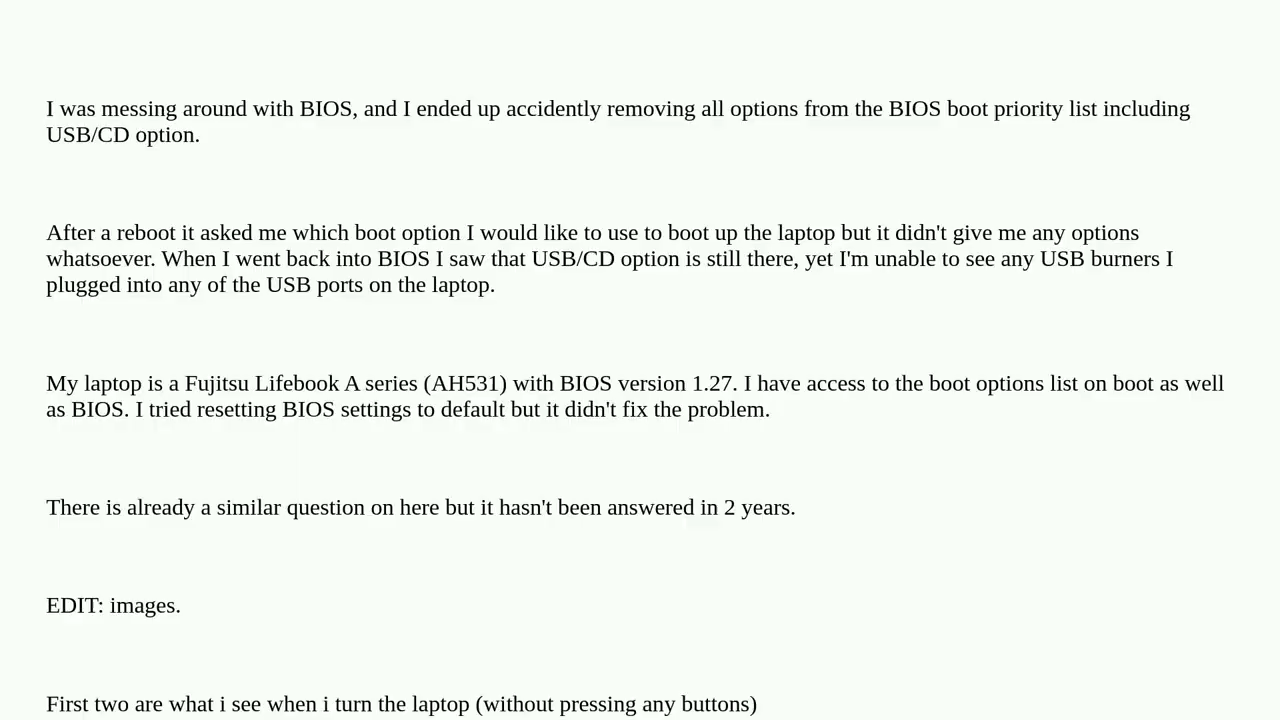 I was messing around with BIOS, and I ended up accidently removing all options from the BIOS boot priority list including
USB/CD option.
After a reboot it asked me which boot option I would like to use to boot up the laptop but it didn't give me any options
whatsoever. When I went back into BIOS I saw that USB/CD option is still there, yet I'm unable to see any USB burners I
plugged into any of the USB ports on the laptop.
My laptop is a Fujitsu Lifebook A series (AH531) with BIOS version 1.27. I have access to the boot options list on boot as well
as BIOS. I tried resetting BIOS settings to default but it didn't fix the problem.
There is already a similar question on here but it hasn't been answered in 2 years.
EDIT: images.
First two are what i see when i turn the laptop (without pressing any buttons)